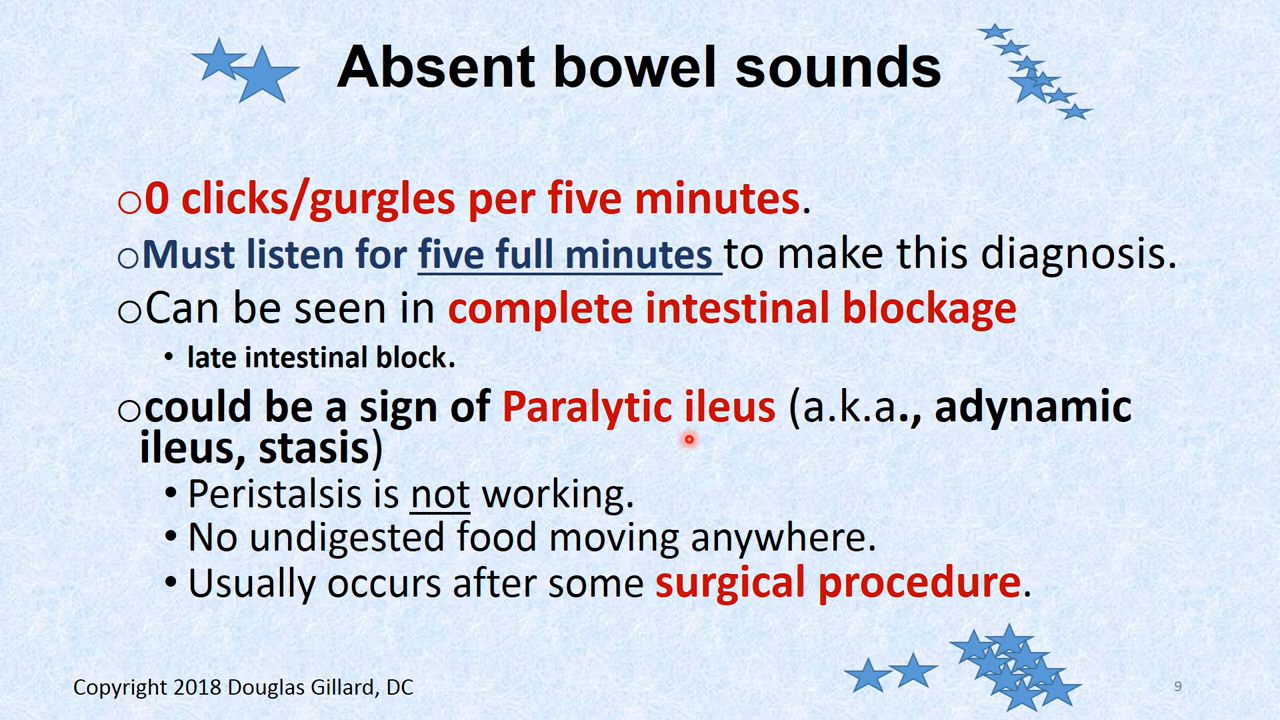 Absent bowel sounds
o0 clicks/gurgles per five minutes.
oMust listen for five full minutes to make this diagnosis.
oCan be seen in complete intestinal blockage
• late intestinal block.
ocould be a sign of Paralytic ileus (a.k.a., adynamic
ileus, stasis)
• Peristalsis is not working.
• No undigested food moving anywhere.
• Usually occurs after some surgical procedure.
Copyright 2018 Douglas Gillard, DC
9